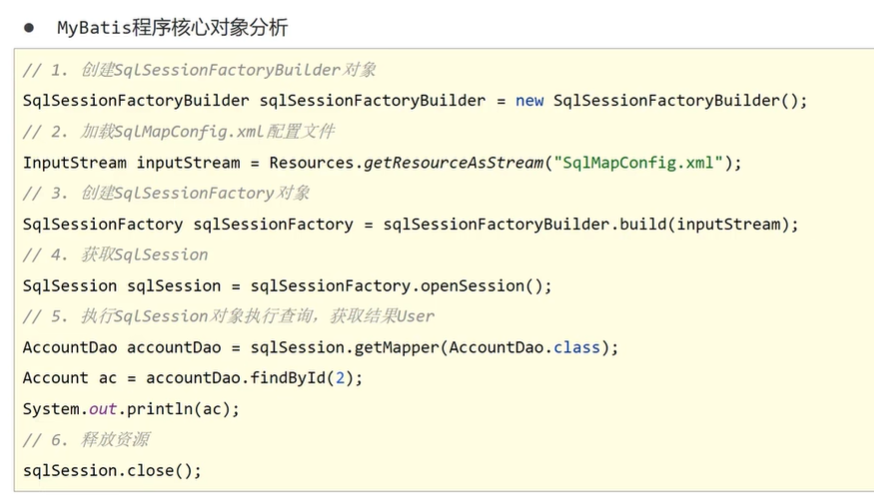 ● MyBatis程序核心对象分析
// 1. 创建SqlSessionFactoryBuilder对象
SqlSessionFactoryBuilder sqlSessionFactoryBuilder = new SqlSessionFactoryBuilder();
// 2. 加载SqlMapConfig.xml配置文件
InputStream inputStream = Resources.getResourceAsStream("SqlMapConfig.xml");
// 3. 创建SqlSessionFactory对象
SqlSessionFactory sqlSessionFactory = sqlSessionFactoryBuilder.build(inputStream);
// 4. 获取SqlSession
SqlSession sqlSession = sqlSessionFactory.openSession();
// 5. 执行SqlSession对象执行查询，获取结果User
AccountDao accountDao = sqlSession.getMapper(AccountDao.class);
Account ac = accountDao.findById(2);
System.out.println(ac);
// 6. 释放资源
sqlSession.close();